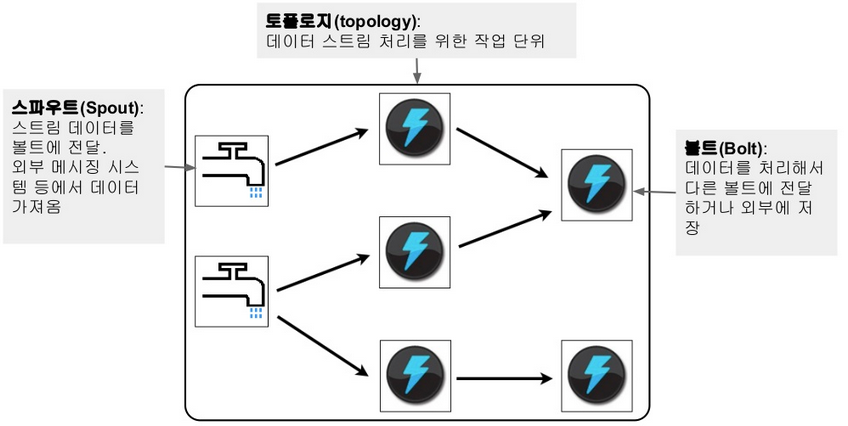 토폴로지(topology):
데이터 스트림 처리를 위한 작업 단위
스파우트(Spout):
스트림 데이터를
볼트에 전달.
외부 메시징 시스
템 등에서 데이터
가져옴
볼트(Bolt):
데이터를 처리해서
다른 볼트에 전달
하거나 외부에 저
장